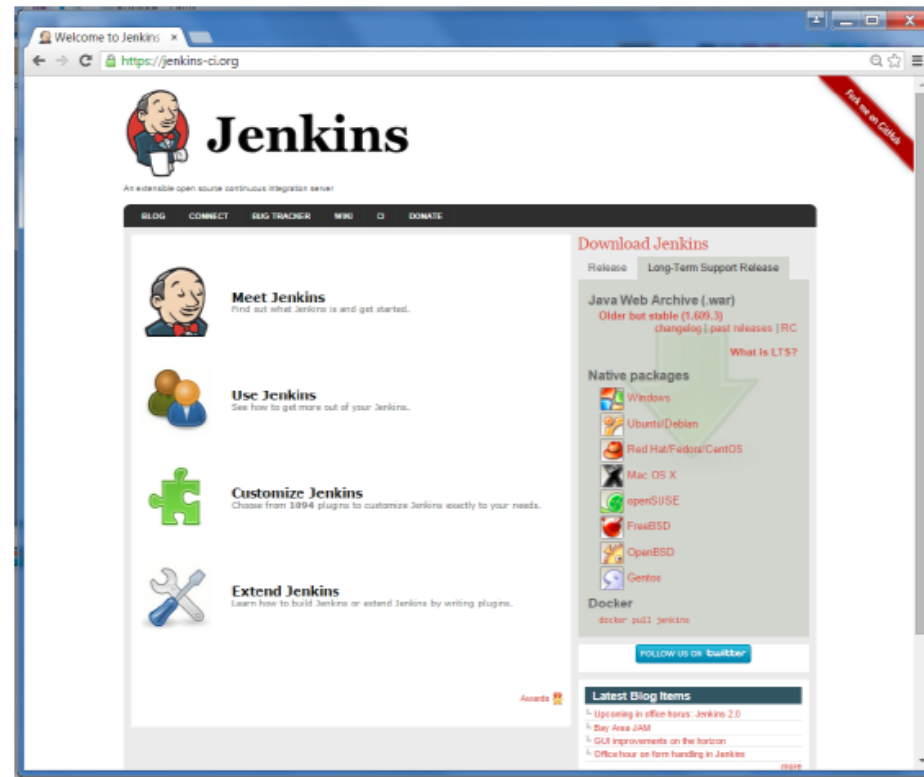 Welcome to Jenkins
https://jenkins-ci.org
Fork me on GitHub
Jenkins
An extensible open source continuous integration server
BLOG CONNECT BUG TRACKER WIKI CI DONATE
Meet Jenkins
Find out what Jenkins is and get started.
Use Jenkins
See how to get more out of your Jenkins.
Customize Jenkins
Choose from 1094 plugins to customize Jenkins exactly to your needs.
Extend Jenkins
Learn how to build Jenkins or extend Jenkins by writing plugins.
Awards
Download Jenkins
Release Long-Term Support Release
Java Web Archive (.war)
Older but stable (1.609.3)
changelog | past releases | RC
What is LTS?
Native packages
Windows
Ubuntu/Debian
Red Hat/Fedora/CentOS
Mac OS X
openSUSE
FreeBSD
OpenBSD
Gentoo
Docker
docker pull jenkins
FOLLOW US ON twitter
Latest Blog Items
Upcoming in office horus: Jenkins 2.0
Bay Area JAM
GUI improvements on the horizon
Office hour on form handling in Jenkins
more